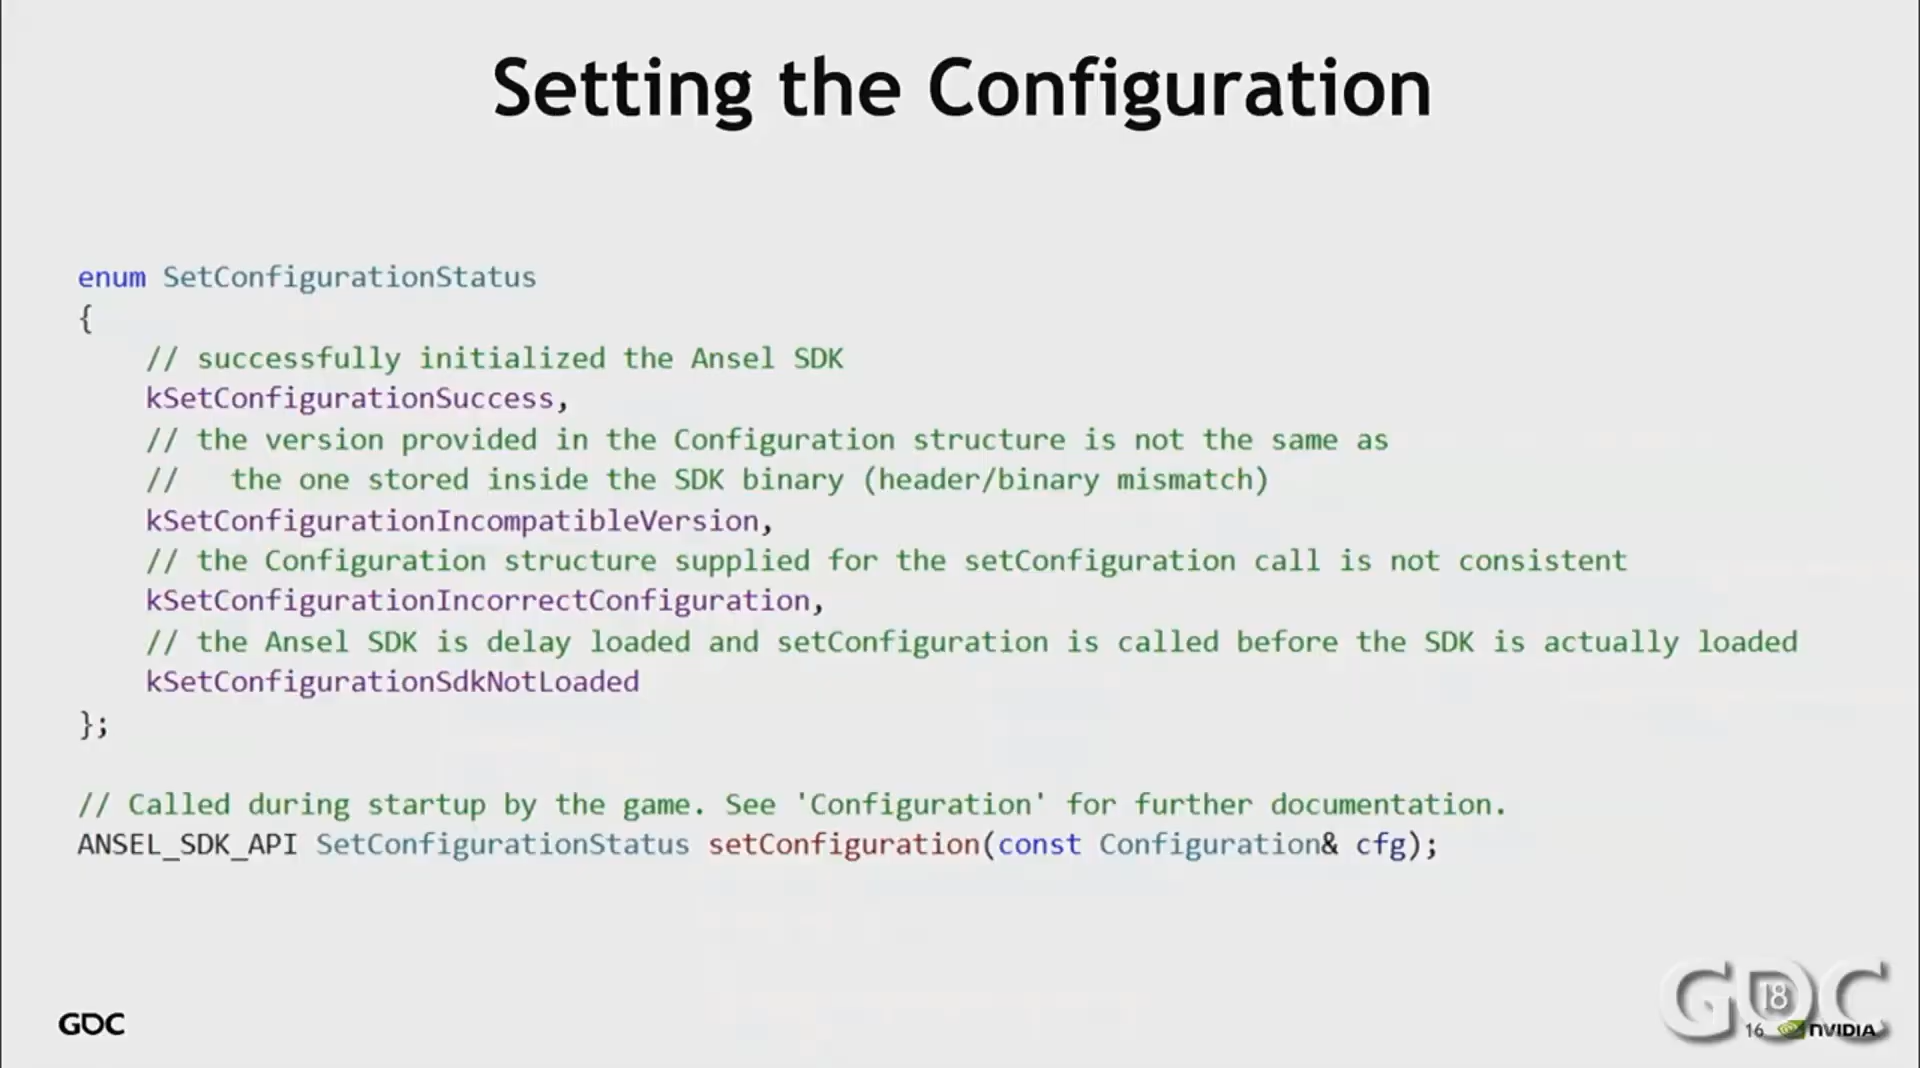 Setting the Configuration
enum SetConfigurationStatus
{
// successfully initialized the Ansel SDK
kSetConfigurationSuccess,
// the version provided in the Configuration structure is not the same as
//   the one stored inside the SDK binary (header/binary mismatch)
kSetConfigurationIncompatibleVersion,
// the Configuration structure supplied for the setConfiguration call is not consistent
kSetConfigurationIncorrectConfiguration,
// the Ansel SDK is delay loaded and setConfiguration is called before the SDK is actually loaded
kSetConfigurationSdkNotLoaded
};
// Called during startup by the game. See 'Configuration' for further documentation.
ANSEL_SDK_API SetConfigurationStatus setConfiguration(const Configuration& cfg);
GDC
GDC
18
16 NVIDIA